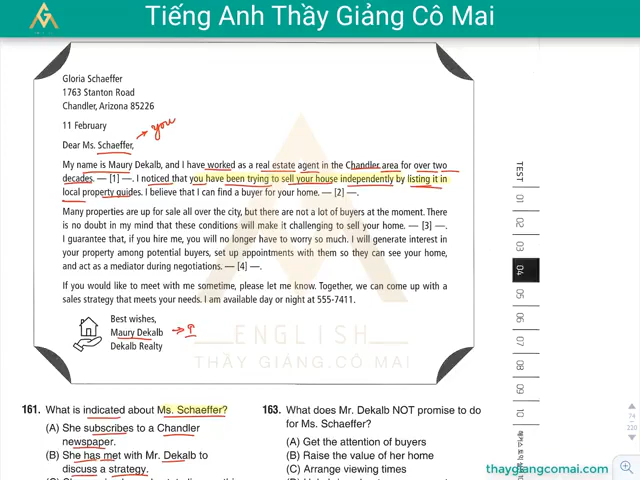 Tiếng Anh Thầy Giảng Cô Mai
Gloria Schaeffer
1763 Stanton Road
Chandler, Arizona 85226
11 February
you
Dear Ms. Schaeffer,
My name is Maury Dekalb, and I have worked as a real estate agent in the Chandler area for over two
decades. — [1] —. I noticed that you have been trying to sell your house independently by listing it in
local property guides. I believe that I can find a buyer for your home. — [2] —.
Many properties are up for sale all over the city, but there are not a lot of buyers at the moment. There
is no doubt in my mind that these conditions will make it challenging to sell your home. — [3] —.
I guarantee that, if you hire me, you will no longer have to worry so much. I will generate interest in
your property among potential buyers, set up appointments with them so they can see your home,
and act as a mediator during negotiations. — [4] —.
If you would like to meet with me sometime, please let me know. Together, we can come up with a
sales strategy that meets your needs. I am available day or night at 555-7411.
Best wishes,
Maury Dekalb
Dekalb Realty
ENGLISH
THẦY GIẢNG.CÔ MAI
161. What is indicated about Ms. Schaeffer?
(A) She subscribes to a Chandler
newspaper.
(B) She has met with Mr. Dekalb to
discuss a strategy.
163. What does Mr. Dekalb NOT promise to do
for Ms. Schaeffer?
(A) Get the attention of buyers
(B) Raise the value of her home
(C) Arrange viewing times
TEST
01
02
03
04
05
06
07
08
09
10
74
220
thaygiangcomai.com